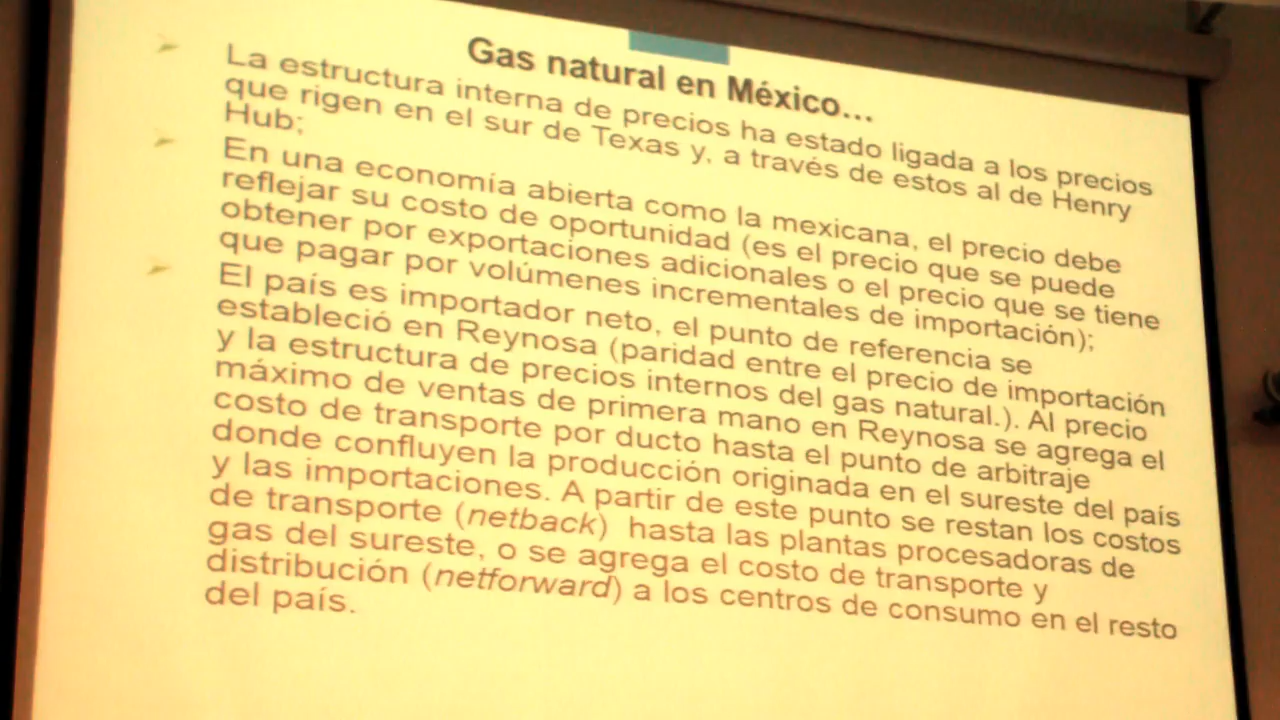 Gas natural en México...
La estructura interna de precios ha estado ligada a los precios
que rigen en el sur de Texas y, a través de estos al de Henry
Hub;
En una economía abierta como la mexicana, el precio debe
reflejar su costo de oportunidad (es el precio que se puede
obtener por exportaciones adicionales o el precio que se tiene
que pagar por volúmenes incrementales de importación);
El país es importador neto, el punto de referencia se
estableció en Reynosa (paridad entre el precio de importación
y la estructura de precios internos del gas natural.). Al precio
máximo de ventas de primera mano en Reynosa se agrega el
costo de transporte por ducto hasta el punto de arbitraje
donde confluyen la producción originada en el sureste del país
y las importaciones. A partir de este punto se restan los costos
de transporte (netback) hasta las plantas procesadoras de
gas del sureste, o se agrega el costo de transporte y
distribución (netforward) a los centros de consumo en el resto
del país.